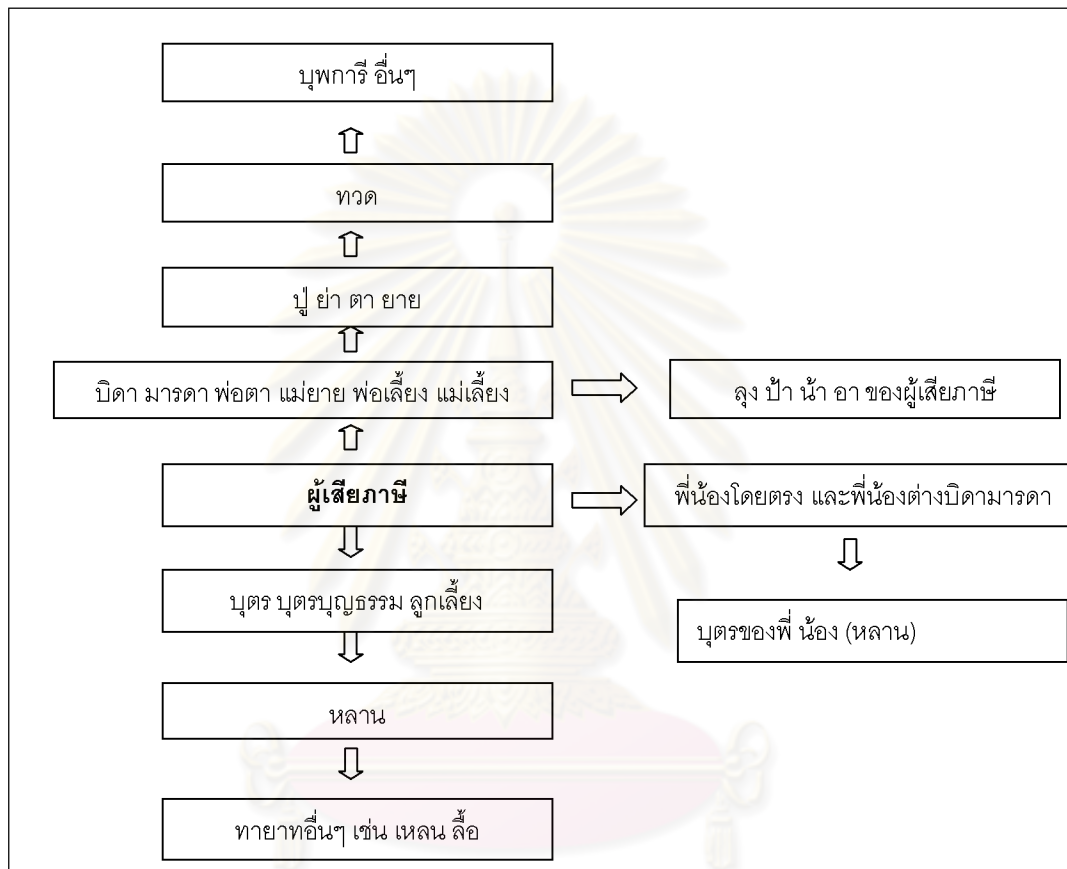 บุพการี อื่นๆ
ทวด
ปู่ ย่า ตา ยาย
บิดา มารดา พ่อตา แม่ยาย พ่อเลี้ยง แม่เลี้ยง
ลุง ป้า น้า อา ของผู้เสียภาษี
ผู้เสียภาษี
พี่น้องโดยตรง และพี่น้องต่างบิดามารดา
บุตร บุตรบุญธรรม ลูกเลี้ยง
บุตรของพี่ น้อง (หลาน)
หลาน
ทายาทอื่นๆ เช่น เหลน ลื้อ